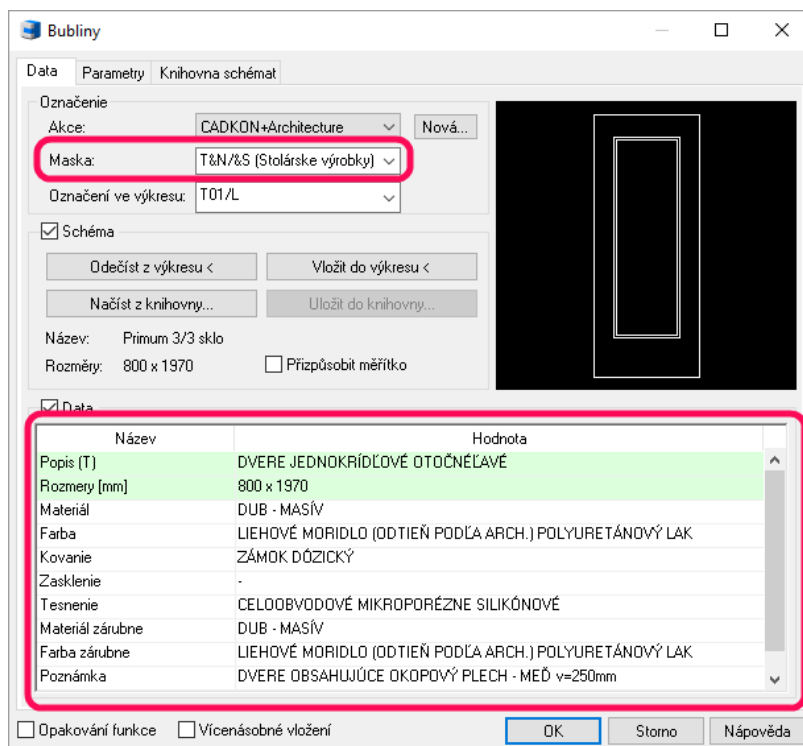 Bubliny
Data Parametry Knihovna schémat
Označenie
Akce: CADKON+Architecture Nová...
Maska: T&N/&S (Stolárske výrobky)
Označení ve výkresu: T01/L
Schéma
Odečíst z výkresu < Vložit do výkresu <
Načíst z knihovny... Uložit do knihovny...
Název: Primum 3/3 sklo
Rozměry: 800 x 1970 Přizpůsobit měřítko
Data
Název Hodnota
Popis (T) DVERE JEDNOKRÍDĽOVÉ OTOČNÉĽAVÉ
Rozmery [mm] 800 x 1970
Materiál DUB - MASÍV
Farba LIEHOVÉ MORIDLO (ODTIEŇ PODĽA ARCH.) POLYURETÁNOVÝ LAK
Kovanie ZÁMOK DÓZICKÝ
Zasklenie -
Tesnenie CELOOBVODOVÉ MIKROPORÉZNE SILIKÓNOVÉ
Materiál zárubne DUB - MASÍV
Farba zárubne LIEHOVÉ MORIDLO (ODTIEŇ PODĽA ARCH.) POLYURETÁNOVÝ LAK
Poznámka DVERE OBSAHUJÚCE OKOPOVÝ PLECH - MEĎ v=250mm
Opakování funkce Vícenásobné vložení OK Storno Nápověda